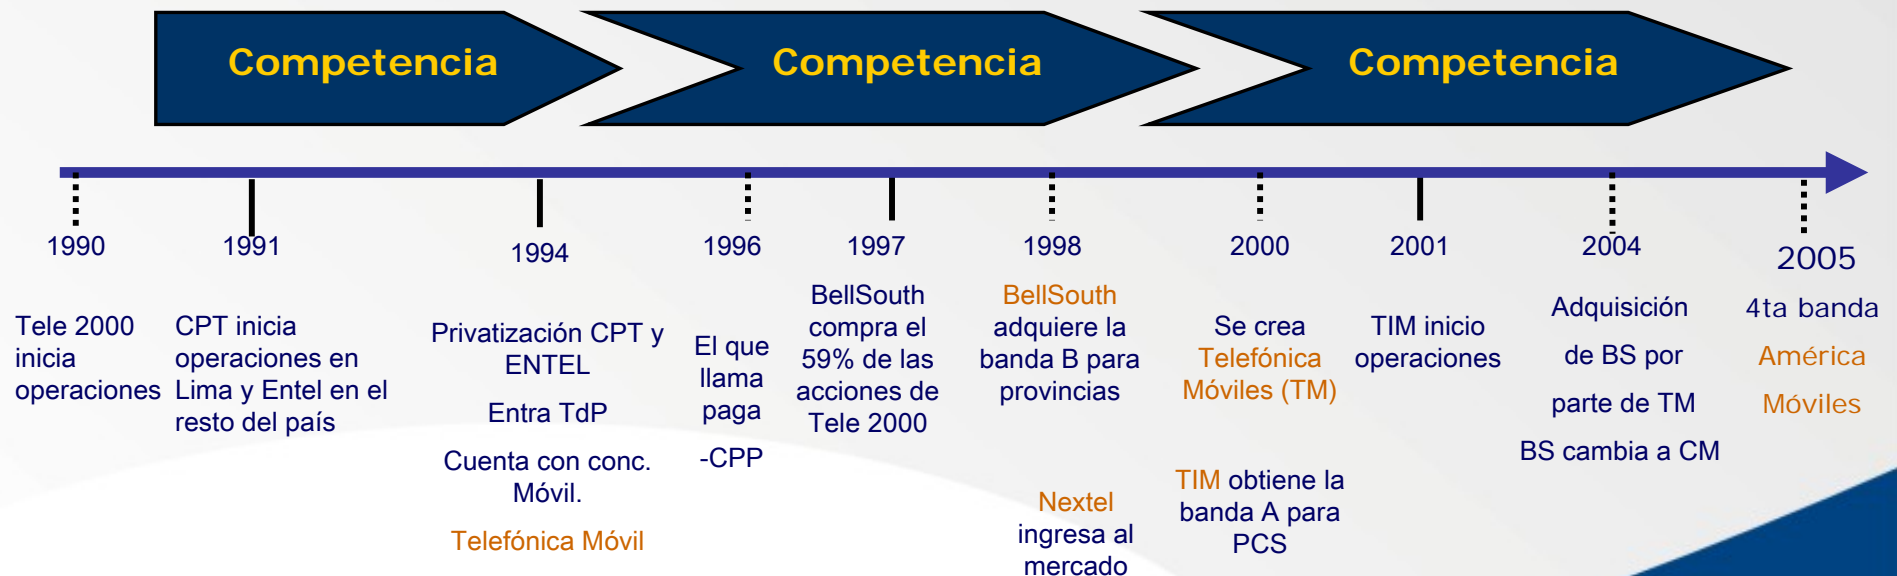 Competencia
Competencia
Competencia
1990
Tele 2000
inicia
operaciones
1991
CPT inicia
operaciones en
Lima y Entel en el
resto del país
1994
Privatización CPT y
ENTEL
Entra TdP
Cuenta con conc.
Móvil.
Telefónica Móvil
1996
El que
llama
paga
-CPP
1997
BellSouth
compra el
59% de las
acciones de
Tele 2000
1998
BellSouth
adquiere la
banda B para
provincias
Nextel
ingresa al
mercado
2000
Se crea
Telefónica
Móviles (TM)
TIM obtiene la
banda A para
PCS
2001
TIM inicio
operaciones
2004
Adquisición
de BS por
parte de TM
BS cambia a CM
2005
4ta banda
América
Móviles